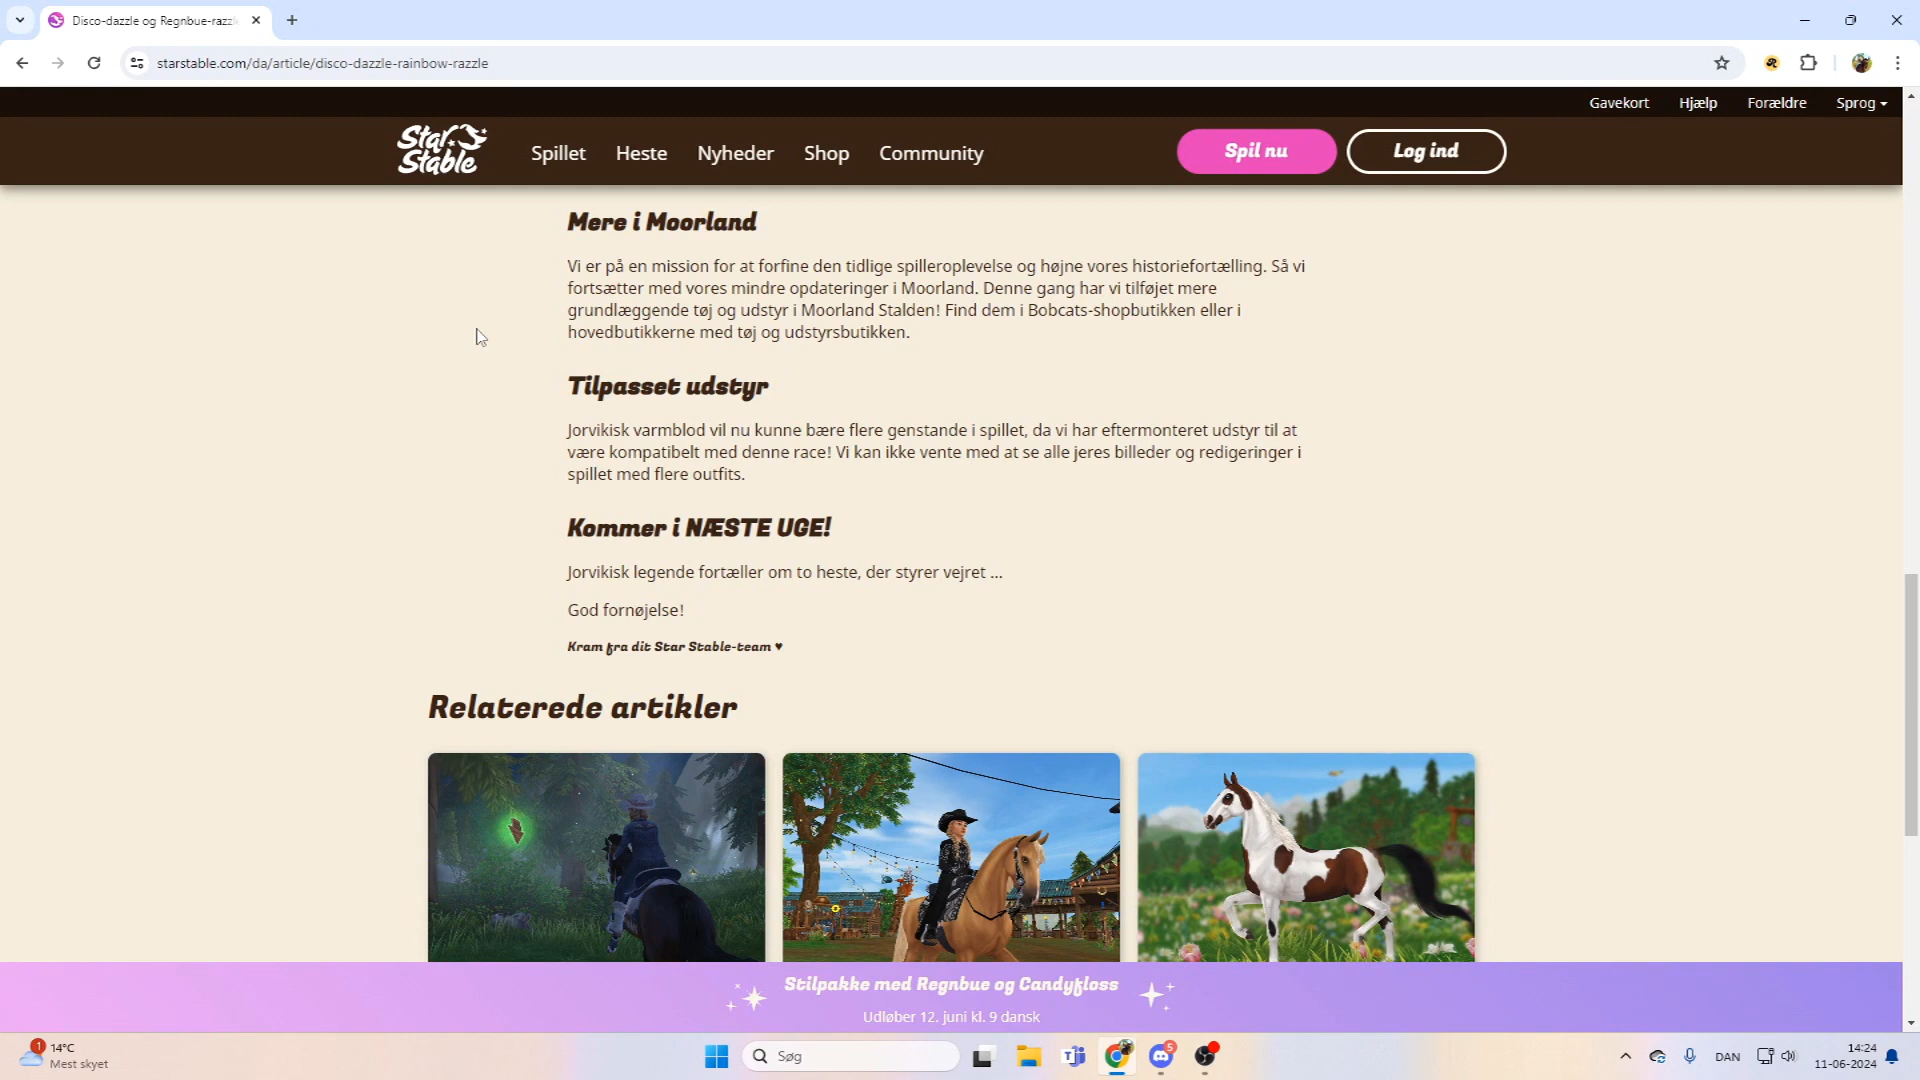 Disco-dazzle og Regnbue-razzl
starstable.com/da/article/disco-dazzle-rainbow-razzle
Gavekort Hjælp Forældre Sprog
Star Stable
Spillet Heste Nyheder Shop Community
Spil nu
Log ind
Mere i Moorland
Vi er på en mission for at forfine den tidlige spilleroplevelse og højne vores historiefortælling. Så vi
fortsætter med vores mindre opdateringer i Moorland. Denne gang har vi tilføjet mere
grundlæggende tøj og udstyr i Moorland Stalden! Find dem i Bobcats-shopbutikken eller i
hovedbutikkerne med tøj og udstyrsbutikken.
Tilpasset udstyr
Jorvikisk varmblod vil nu kunne bære flere genstande i spillet, da vi har eftermonteret udstyr til at
være kompatibelt med denne race! Vi kan ikke vente med at se alle jeres billeder og redigeringer i
spillet med flere outfits.
Kommer i NÆSTE UGE!
Jorvikisk legende fortæller om to heste, der styrer vejret ...
God fornøjelse!
Kram fra dit Star Stable-team ♥
Relaterede artikler
Stilpakke med Regnbue og Candyfloss
Udløber 12. juni kl. 9 dansk
1
14°C
Mest skyet
Søg
5
DAN
14:24
11-06-2024